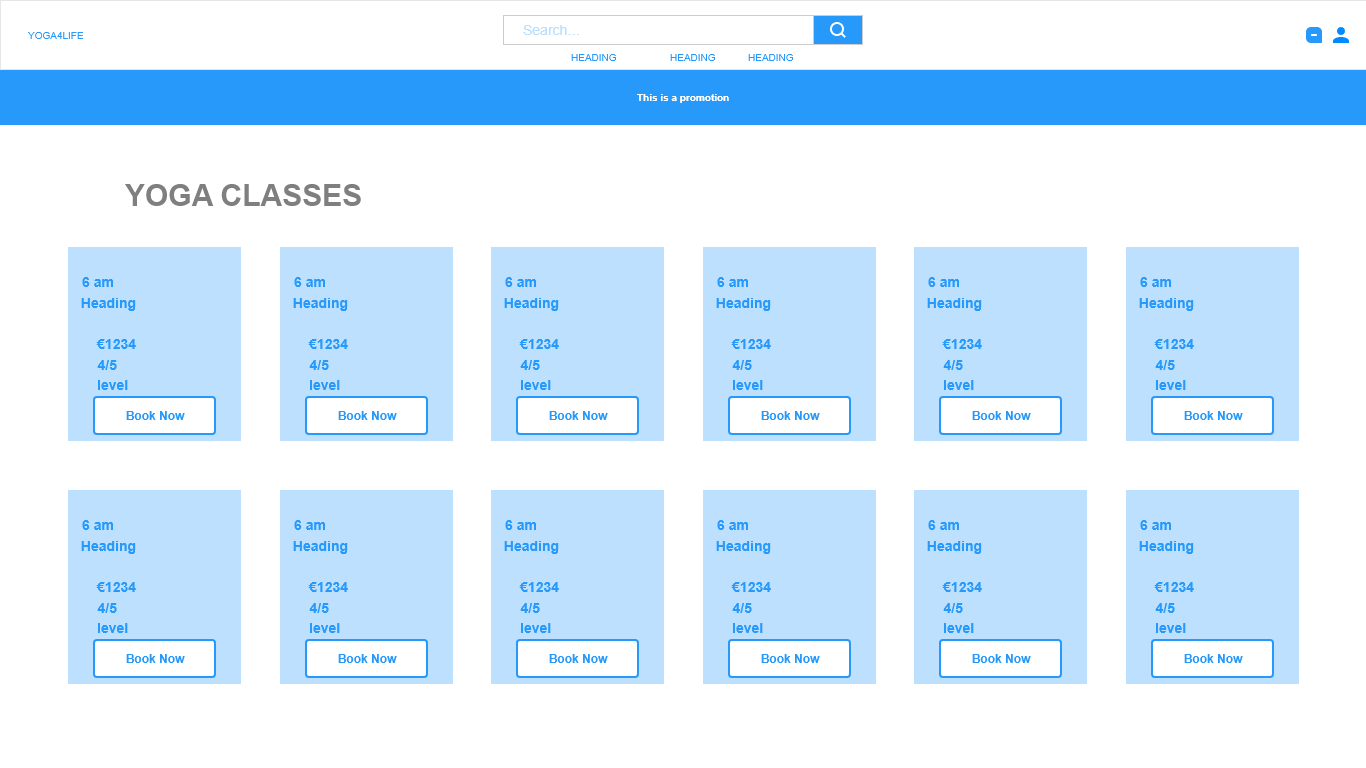 YOGA4LIFE
Search...
HEADING HEADING HEADING
This is a promotion
YOGA CLASSES
6 am
Heading
€1234
4/5
level
Book Now
6 am
Heading
€1234
4/5
level
Book Now
6 am
Heading
€1234
4/5
level
Book Now
6 am
Heading
€1234
4/5
level
Book Now
6 am
Heading
€1234
4/5
level
Book Now
6 am
Heading
€1234
4/5
level
Book Now
6 am
Heading
€1234
4/5
level
Book Now
6 am
Heading
€1234
4/5
level
Book Now
6 am
Heading
€1234
4/5
level
Book Now
6 am
Heading
€1234
4/5
level
Book Now
6 am
Heading
€1234
4/5
level
Book Now
6 am
Heading
€1234
4/5
level
Book Now